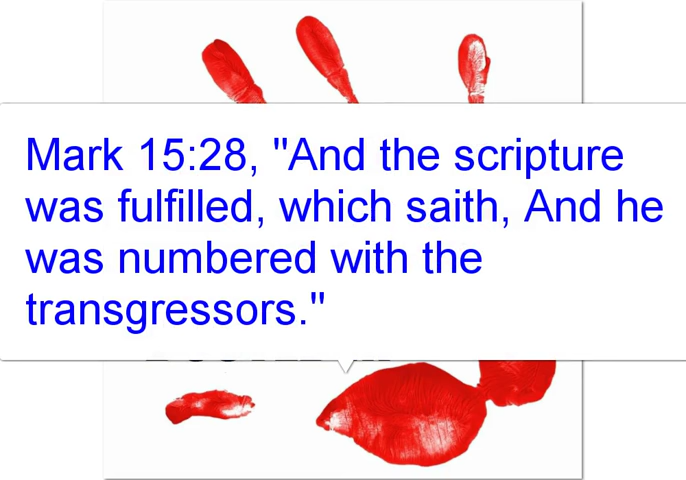 Mark 15:28, "And the scripture
was fulfilled, which saith, And he
was numbered with the
transgressors."